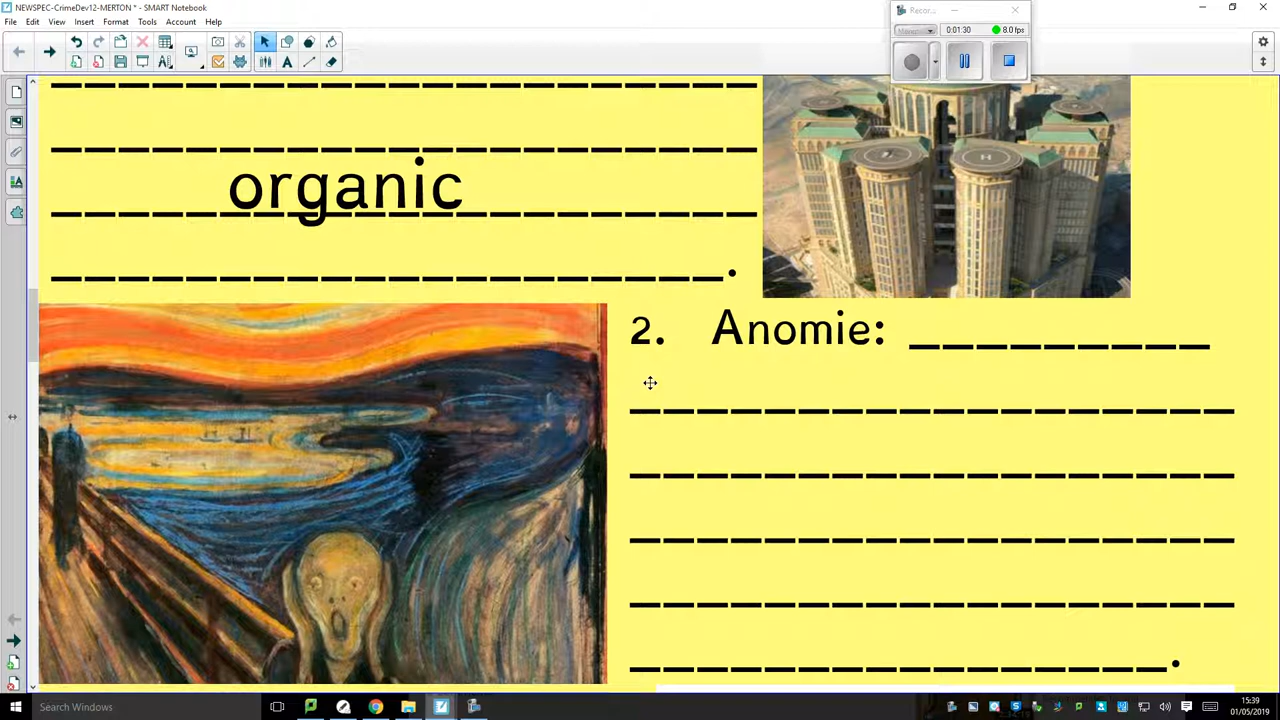 NEWSPEC-CrimeDev12-MERTON * - SMART Notebook
File Edit View Insert Format Tools Account Help
Recor...
0:01:30 8.0 fps
organic
.
H
2. Anomie:
.
Search Windows
15:39
01/05/2019